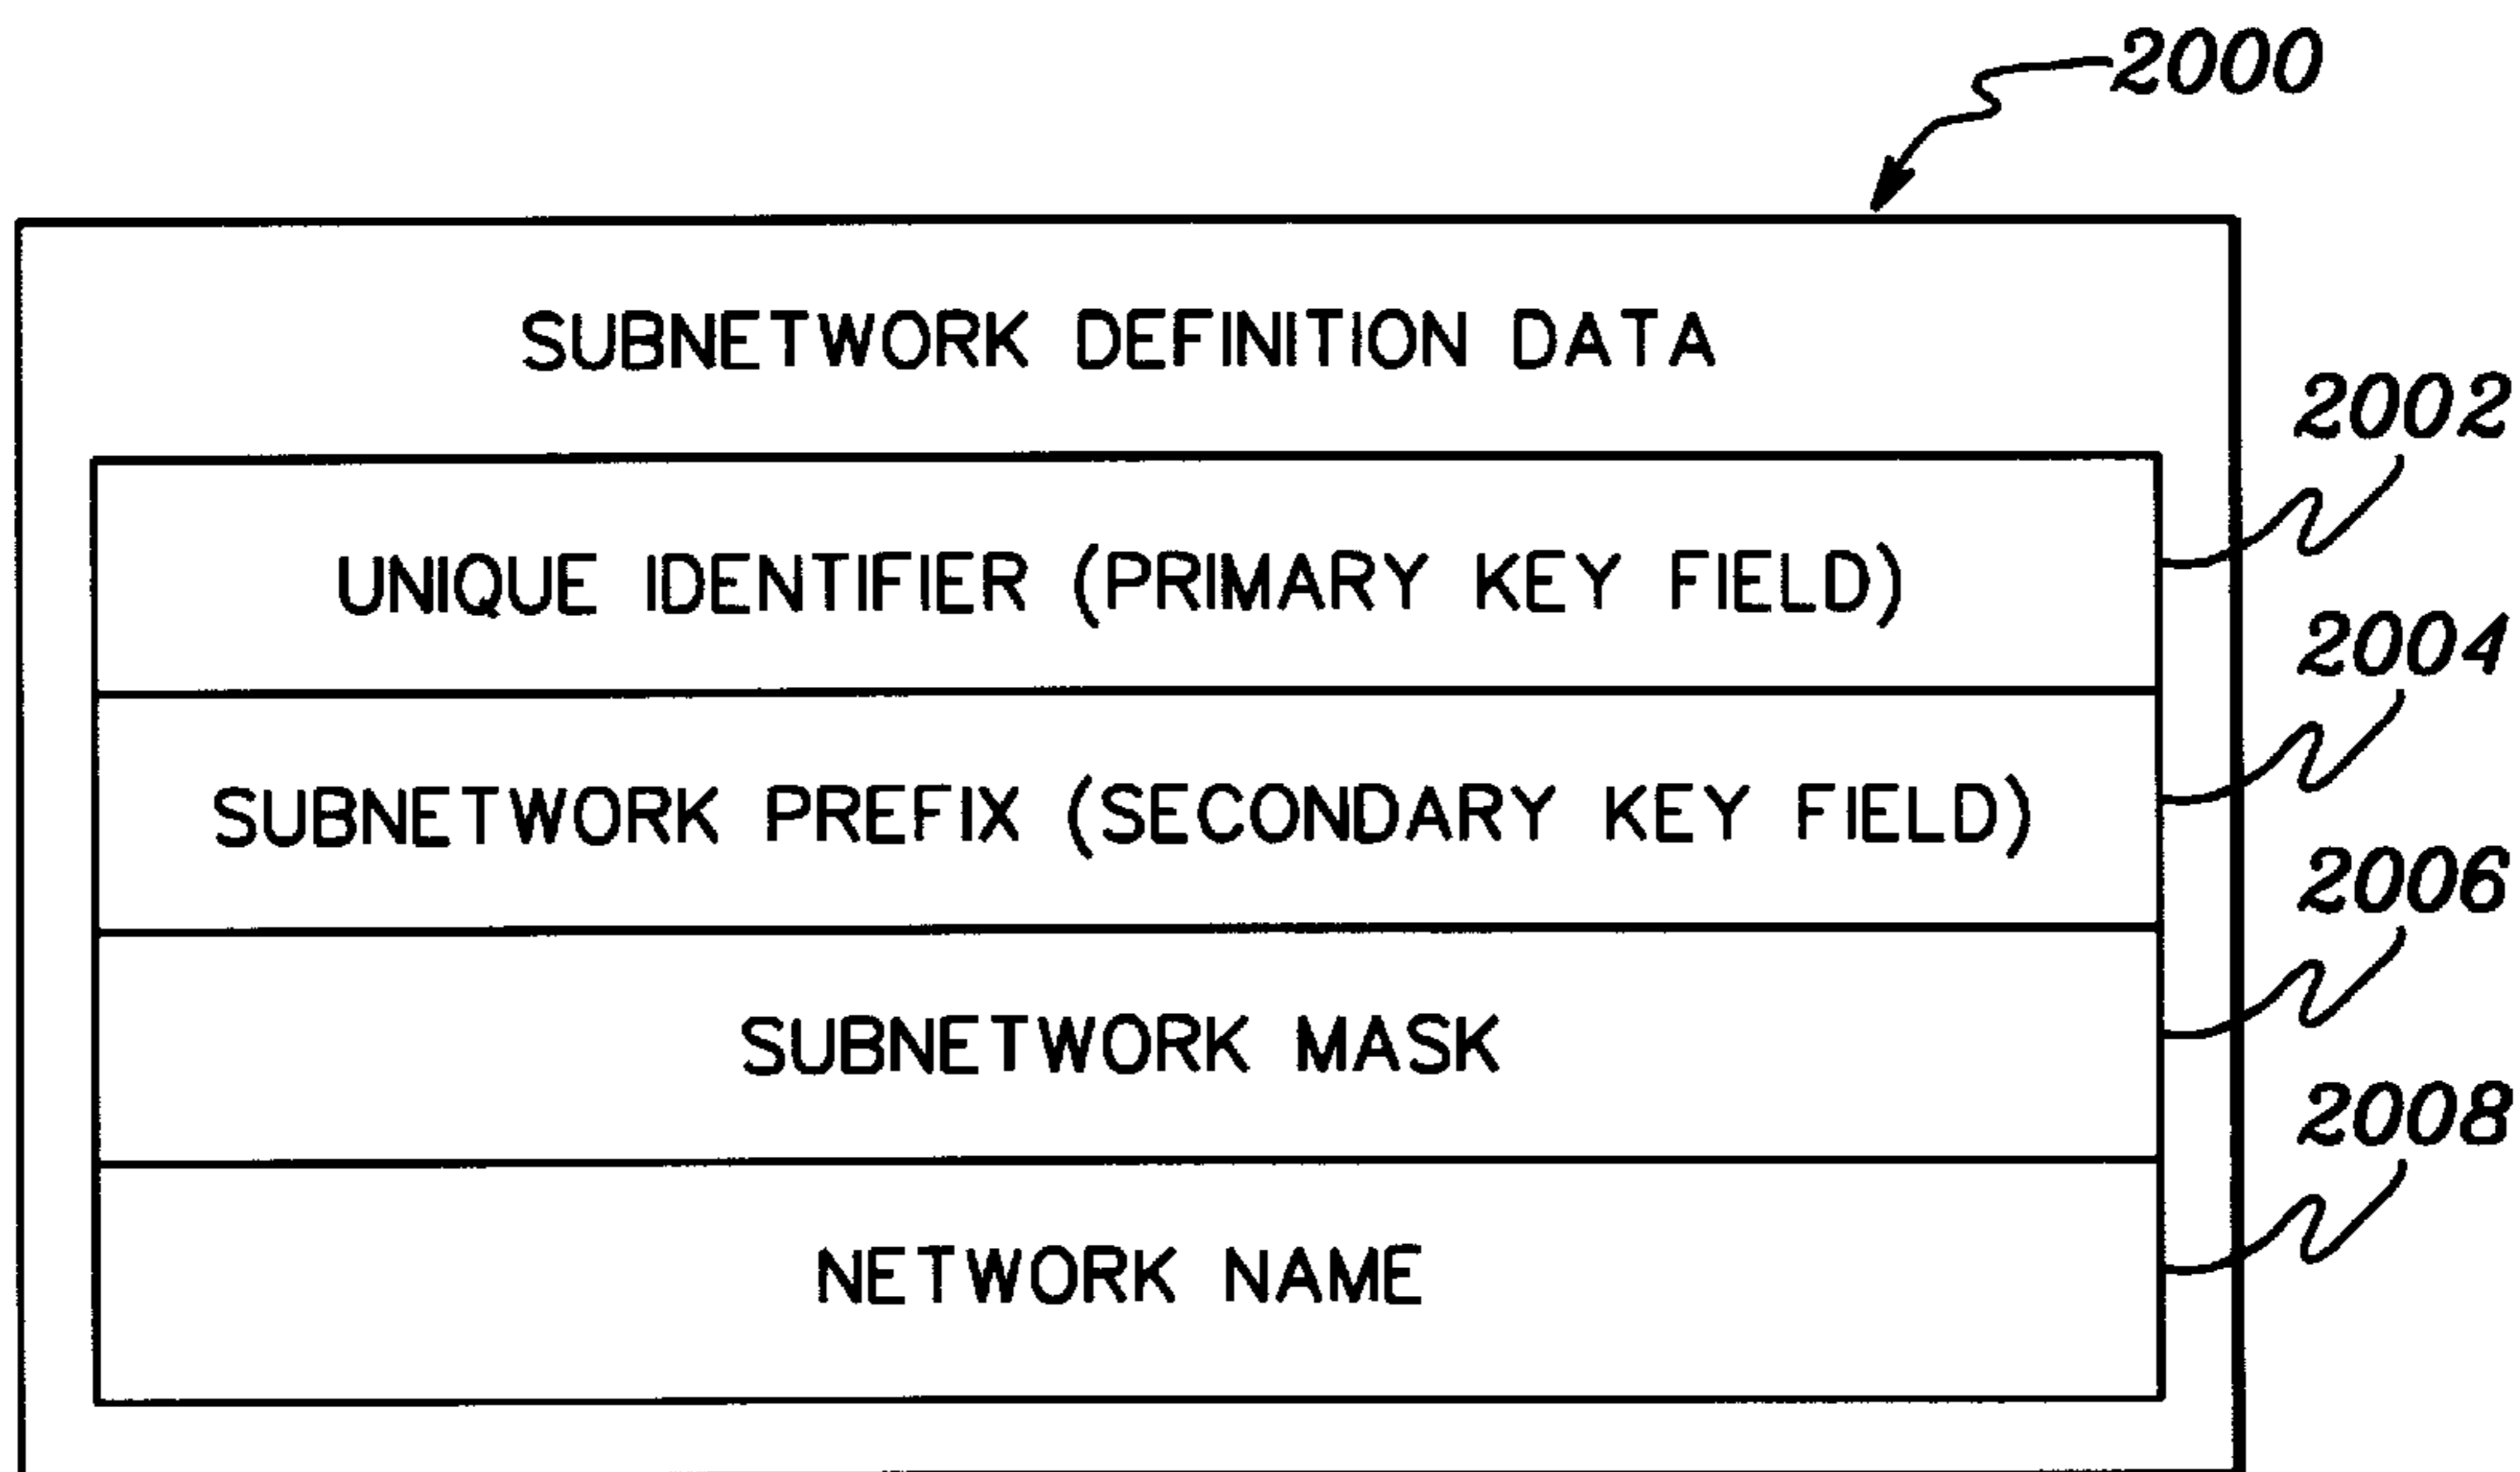 2000
SUBNETWORK DEFINITION DATA
2002
UNIQUE IDENTIFIER (PRIMARY KEY FIELD)
2004
SUBNETWORK PREFIX (SECONDARY KEY FIELD)
2006
SUBNETWORK MASK
2008
NETWORK NAME